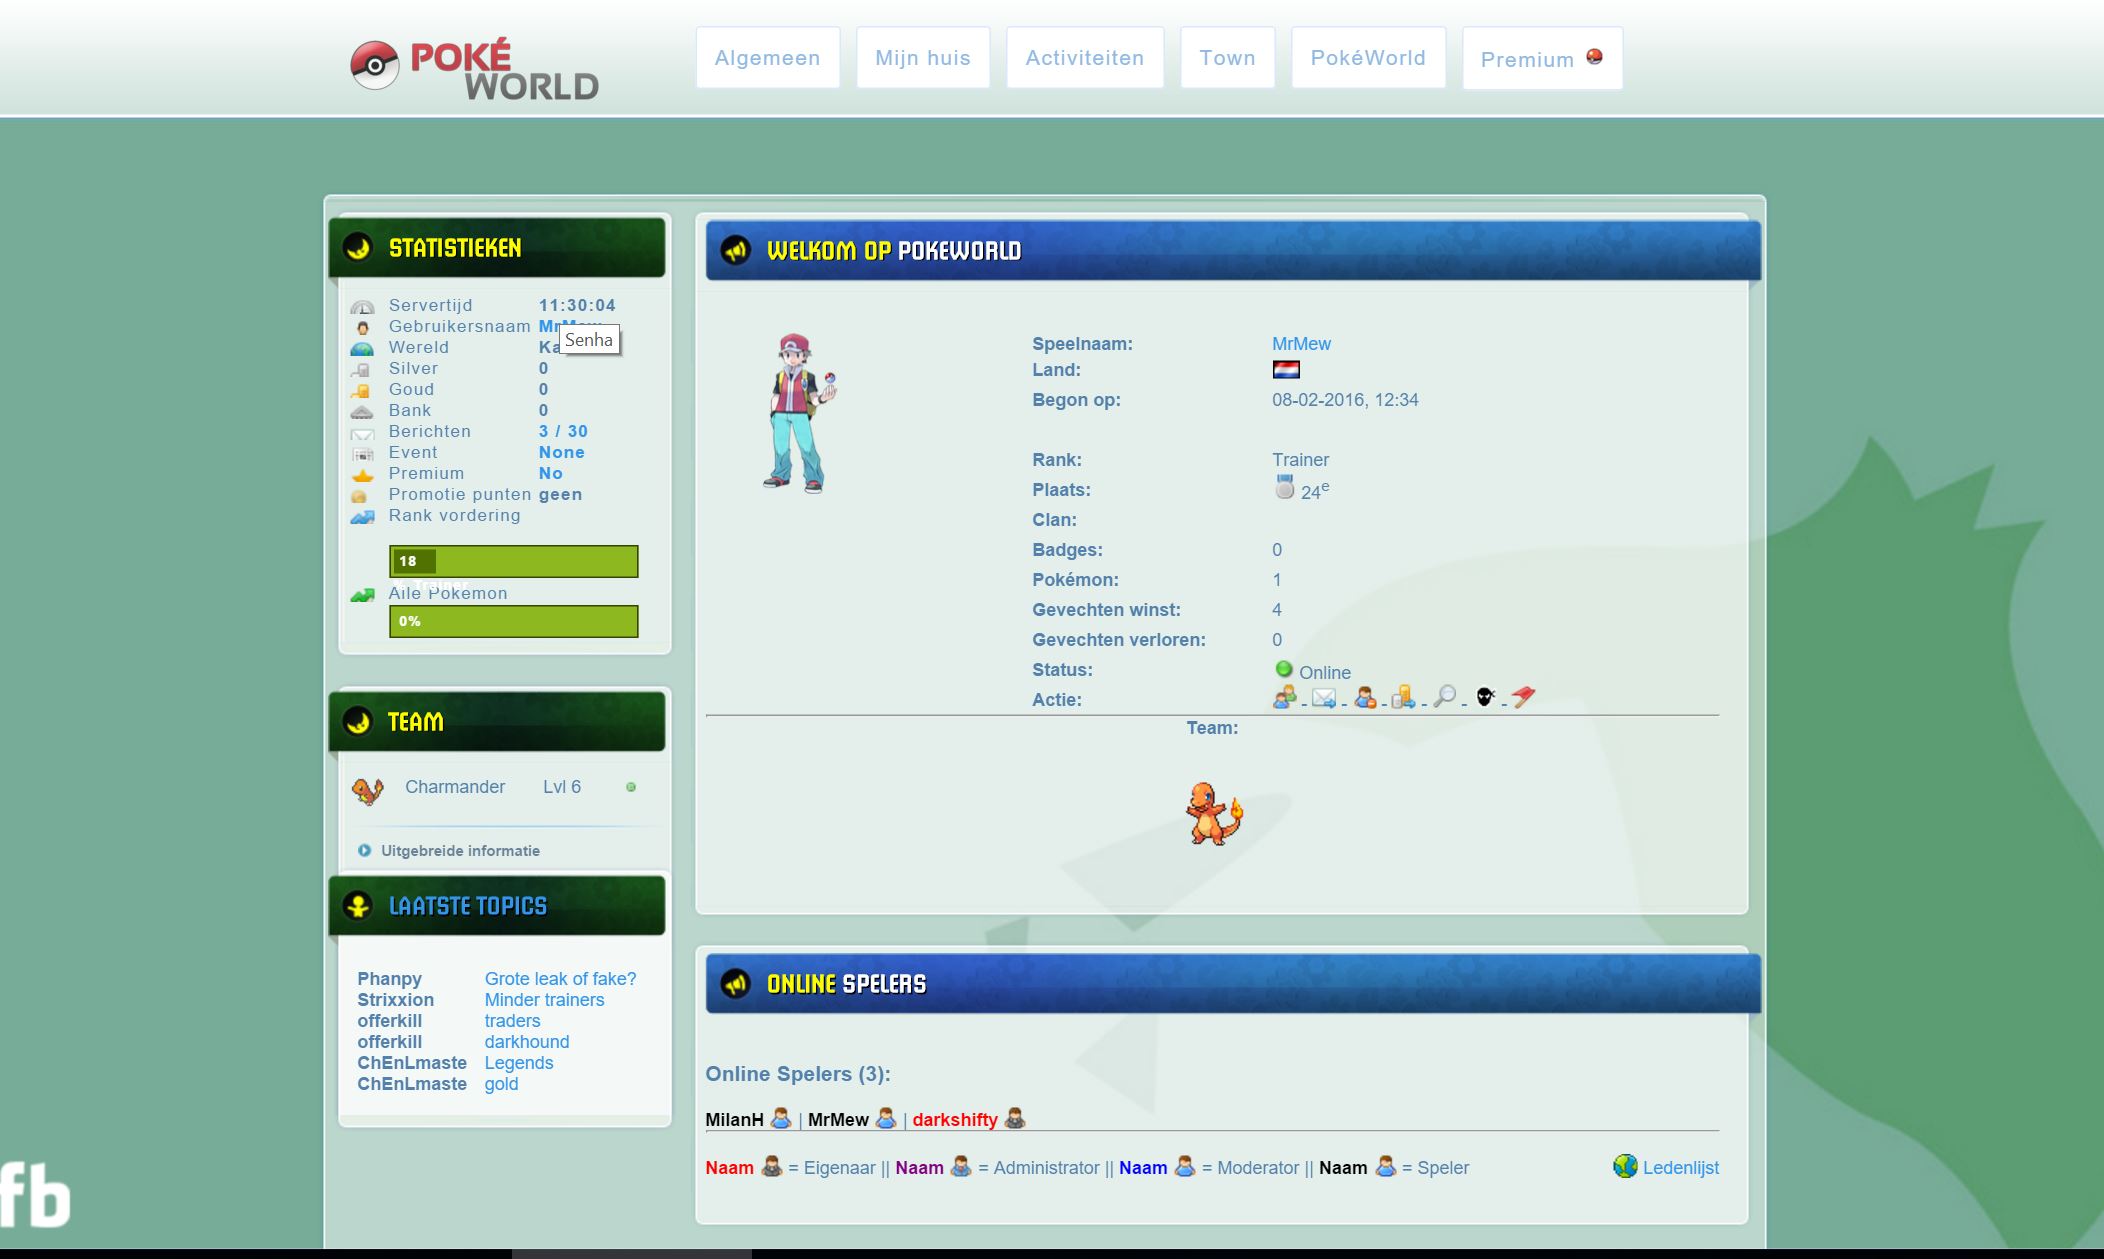 POKÉ
WORLD
Algemeen
Mijn huis
Activiteiten
Town
PokéWorld
Premium
STATISTIEKEN
Servertijd 11:30:04
Gebruikersnaam
Senha
Wereld
Silver 0
Goud 0
Bank 0
Berichten 3 / 30
Event None
Premium No
Promotie punten geen
Rank vordering
18
% Trainer
Alle Pokemon
0%
TEAM
Charmander Lvl 6
Uitgebreide informatie
LAATSTE TOPICS
Phanpy Grote leak of fake?
Strixxion Minder trainers
offerkill traders
offerkill darkhound
ChEnLmaste Legends
ChEnLmaste gold
WELKOM OP POKEWORLD
Speelnaam: MrMew
Land:
Begon op: 08-02-2016, 12:34
Rank: Trainer
Plaats: 24e
Clan:
Badges: 0
Pokémon: 1
Gevechten winst: 4
Gevechten verloren: 0
Status: Online
Actie: - - - - - -
Team:
ONLINE SPELERS
Online Spelers (3):
MilanH | MrMew | darkshifty
Naam = Eigenaar || Naam = Administrator || Naam = Moderator || Naam = Speler
Ledenlijst
fb